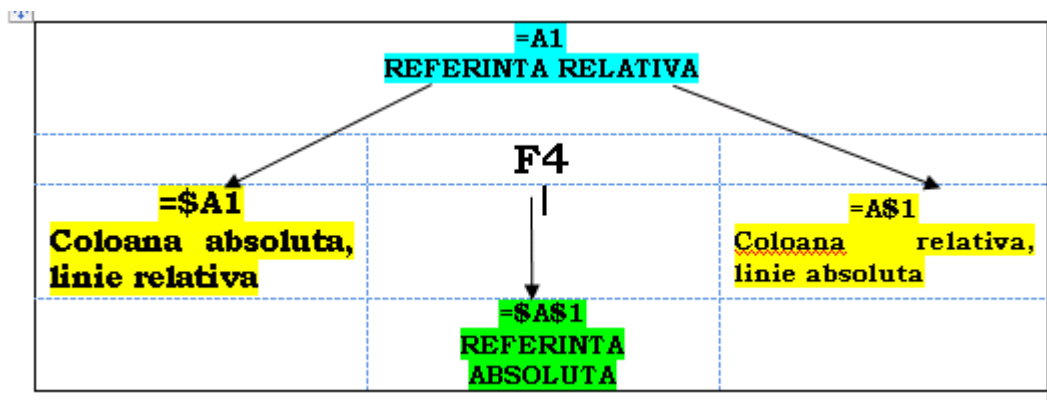 =A1
REFERINTA RELATIVA
F4
=$A1
Coloana absoluta,
linie relativa
=A$1
Coloana relativa,
linie absoluta
=$A$1
REFERINTA
ABSOLUTA